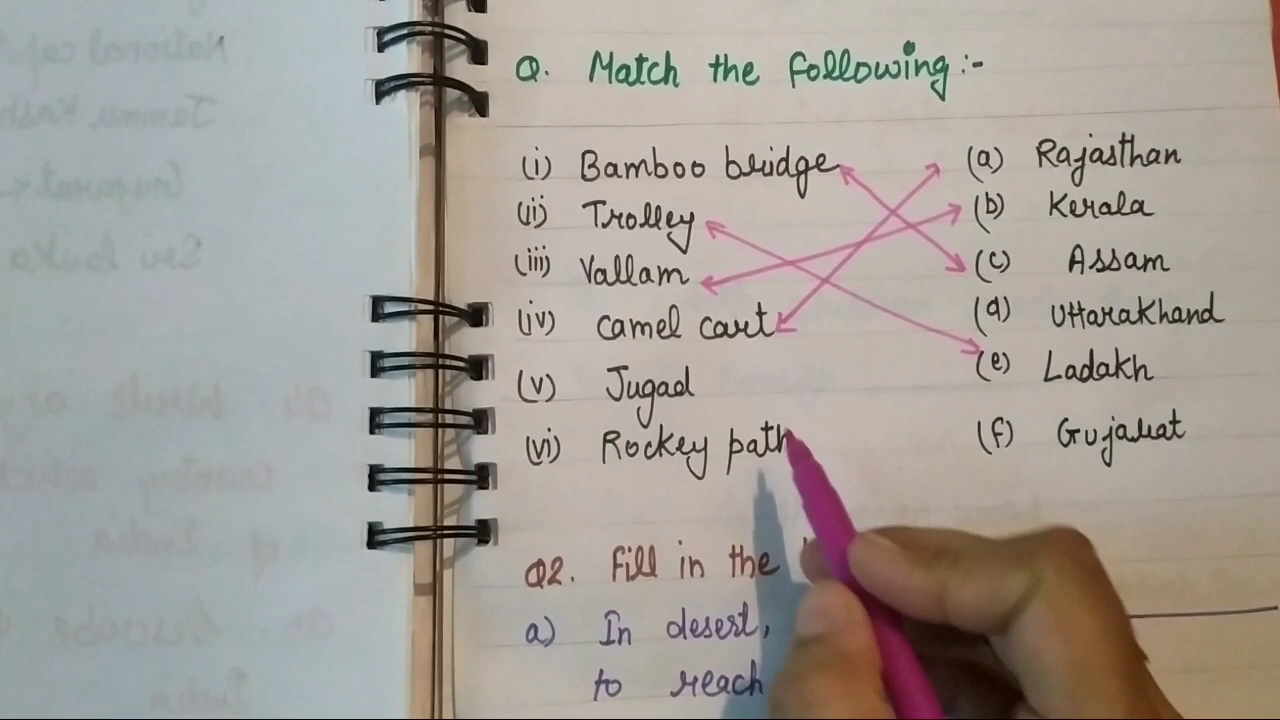 Q. Match the following :-
(i) Bamboo bridge (a) Rajasthan
(ii) Trolley (b) Kerala
(iii) Vallam (c) Assam
(iv) camel cart (d) Uttarakhand
(v) Jugad (e) Ladakh
(vi) Rockey path (f) Gujarat
Q2. Fill in the
a) In desert,
to reach